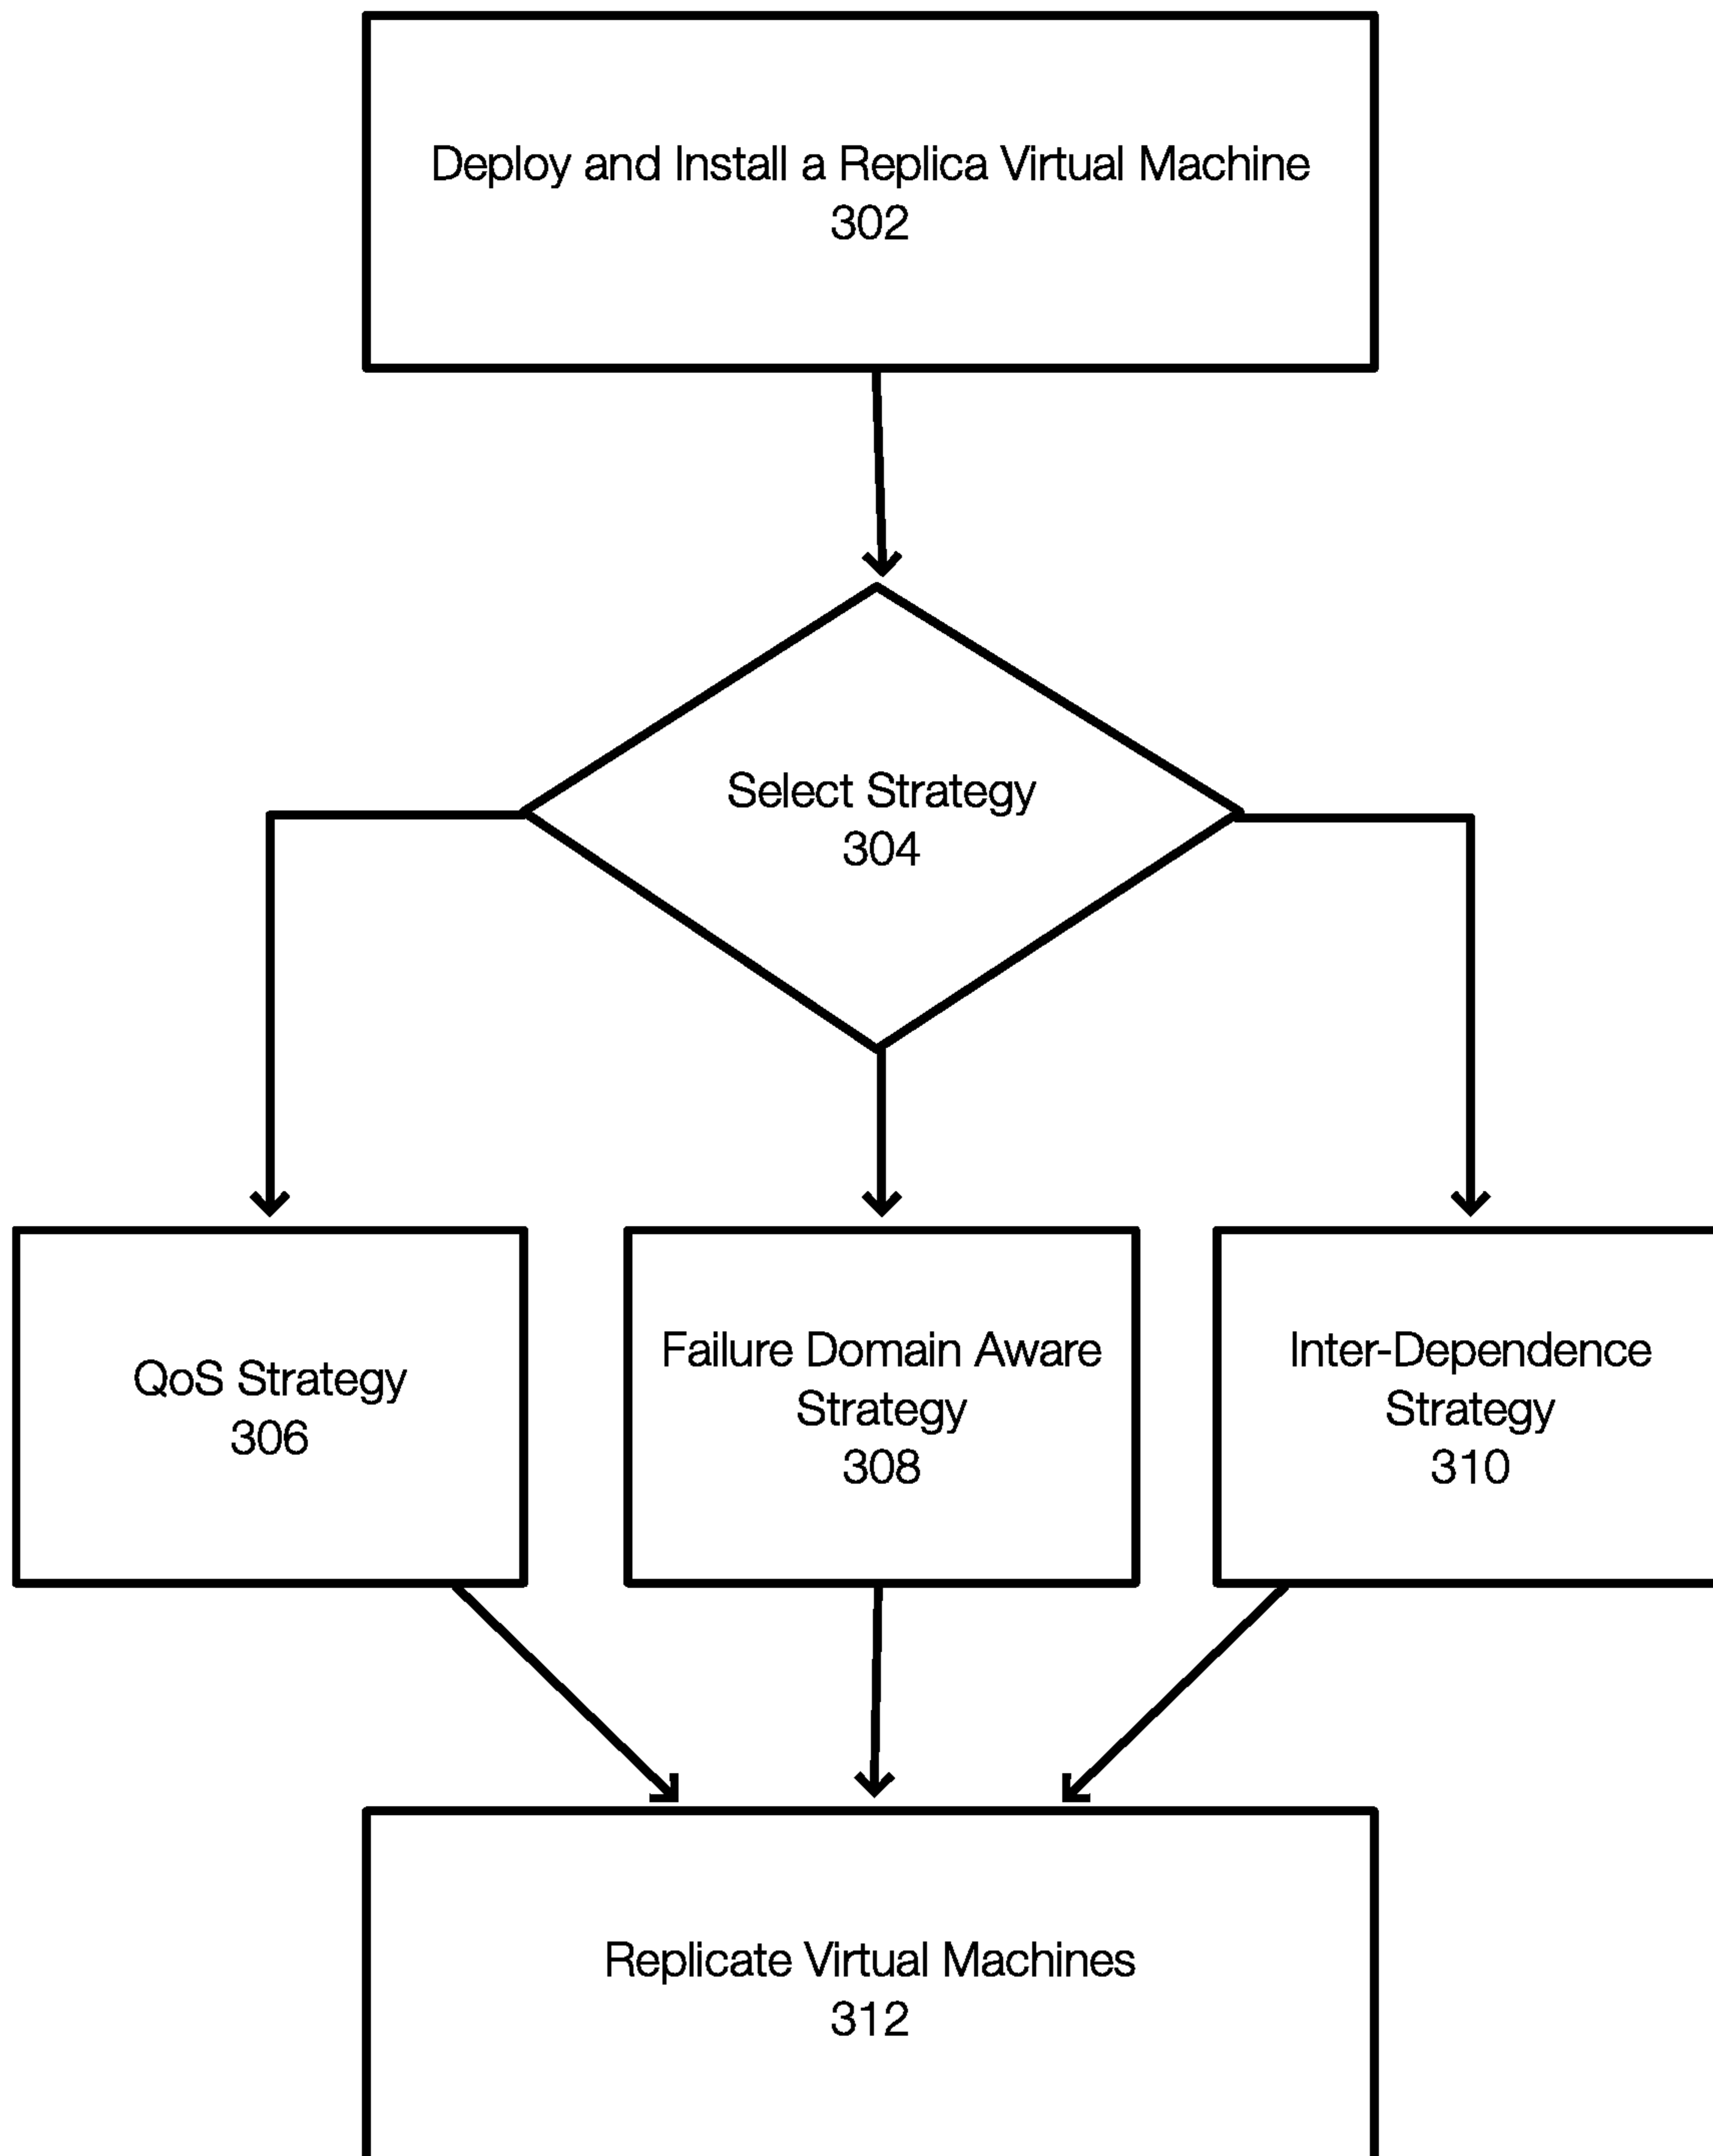 Deploy and Install a Replica Virtual Machine
302
Select Strategy
304
QoS Strategy
306
Failure Domain Aware
Strategy
308
Inter-Dependence
Strategy
310
Replicate Virtual Machines
312